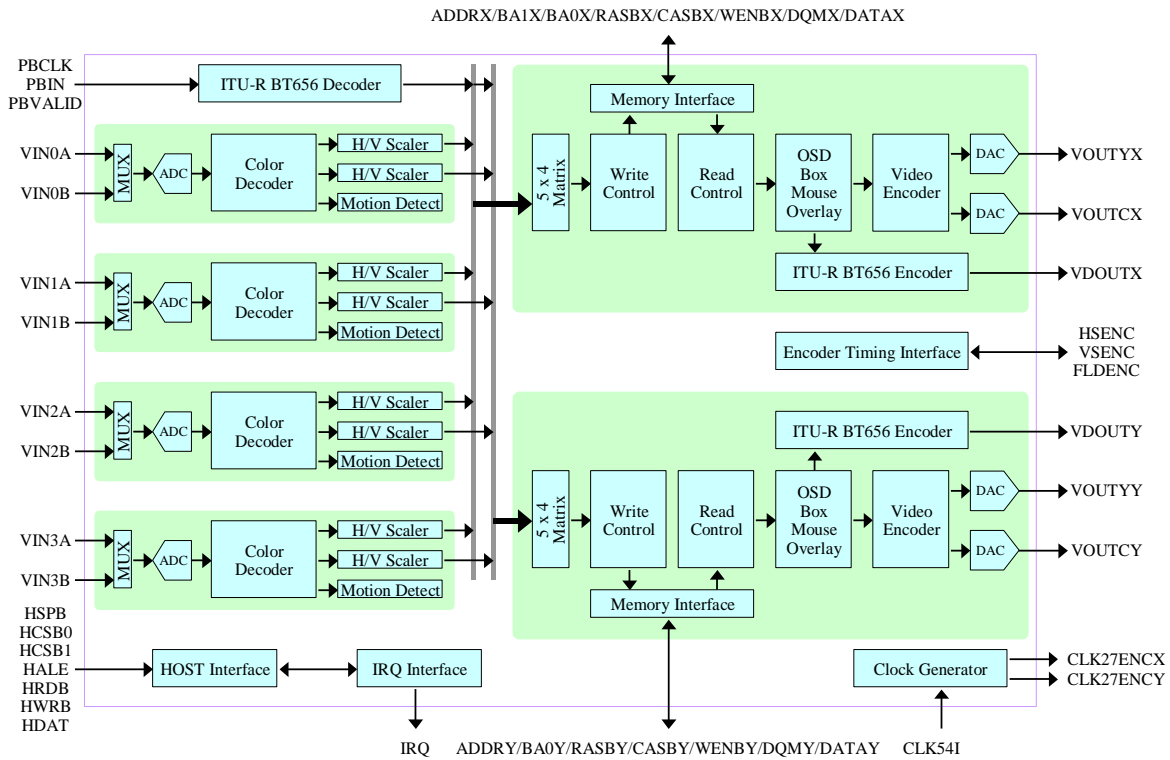 ADDRX/BA1X/BA0X/RASBX/CASBX/WENBX/DQMX/DATAX
PBCLK
PBIN
PBVALID
ITU-R BT656 Decoder
VIN0A
VIN0B
MUX
ADC
Color
Decoder
H/V Scaler
H/V Scaler
Motion Detect
VIN1A
VIN1B
MUX
ADC
Color
Decoder
H/V Scaler
H/V Scaler
Motion Detect
VIN2A
VIN2B
MUX
ADC
Color
Decoder
H/V Scaler
H/V Scaler
Motion Detect
VIN3A
VIN3B
MUX
ADC
Color
Decoder
H/V Scaler
H/V Scaler
Motion Detect
Memory Interface
5 x 4
Matrix
Write
Control
Read
Control
OSD
Box
Mouse
Overlay
Video
Encoder
DAC
DAC
VOUTYX
VOUTCX
ITU-R BT656 Encoder
VDOUTX
Encoder Timing Interface
HSENC
VSENC
FLDENC
ITU-R BT656 Encoder
VDOUTY
5 x 4
Matrix
Write
Control
Read
Control
OSD
Box
Mouse
Overlay
Video
Encoder
DAC
DAC
VOUTYY
VOUTCY
Memory Interface
HSPB
HCSB0
HCSB1
HALE
HRDB
HWRB
HDAT
HOST Interface
IRQ Interface
Clock Generator
CLK27ENCX
CLK27ENCY
IRQ
ADDRY/BA0Y/RASBY/CASBY/WENBY/DQMY/DATAY
CLK54I